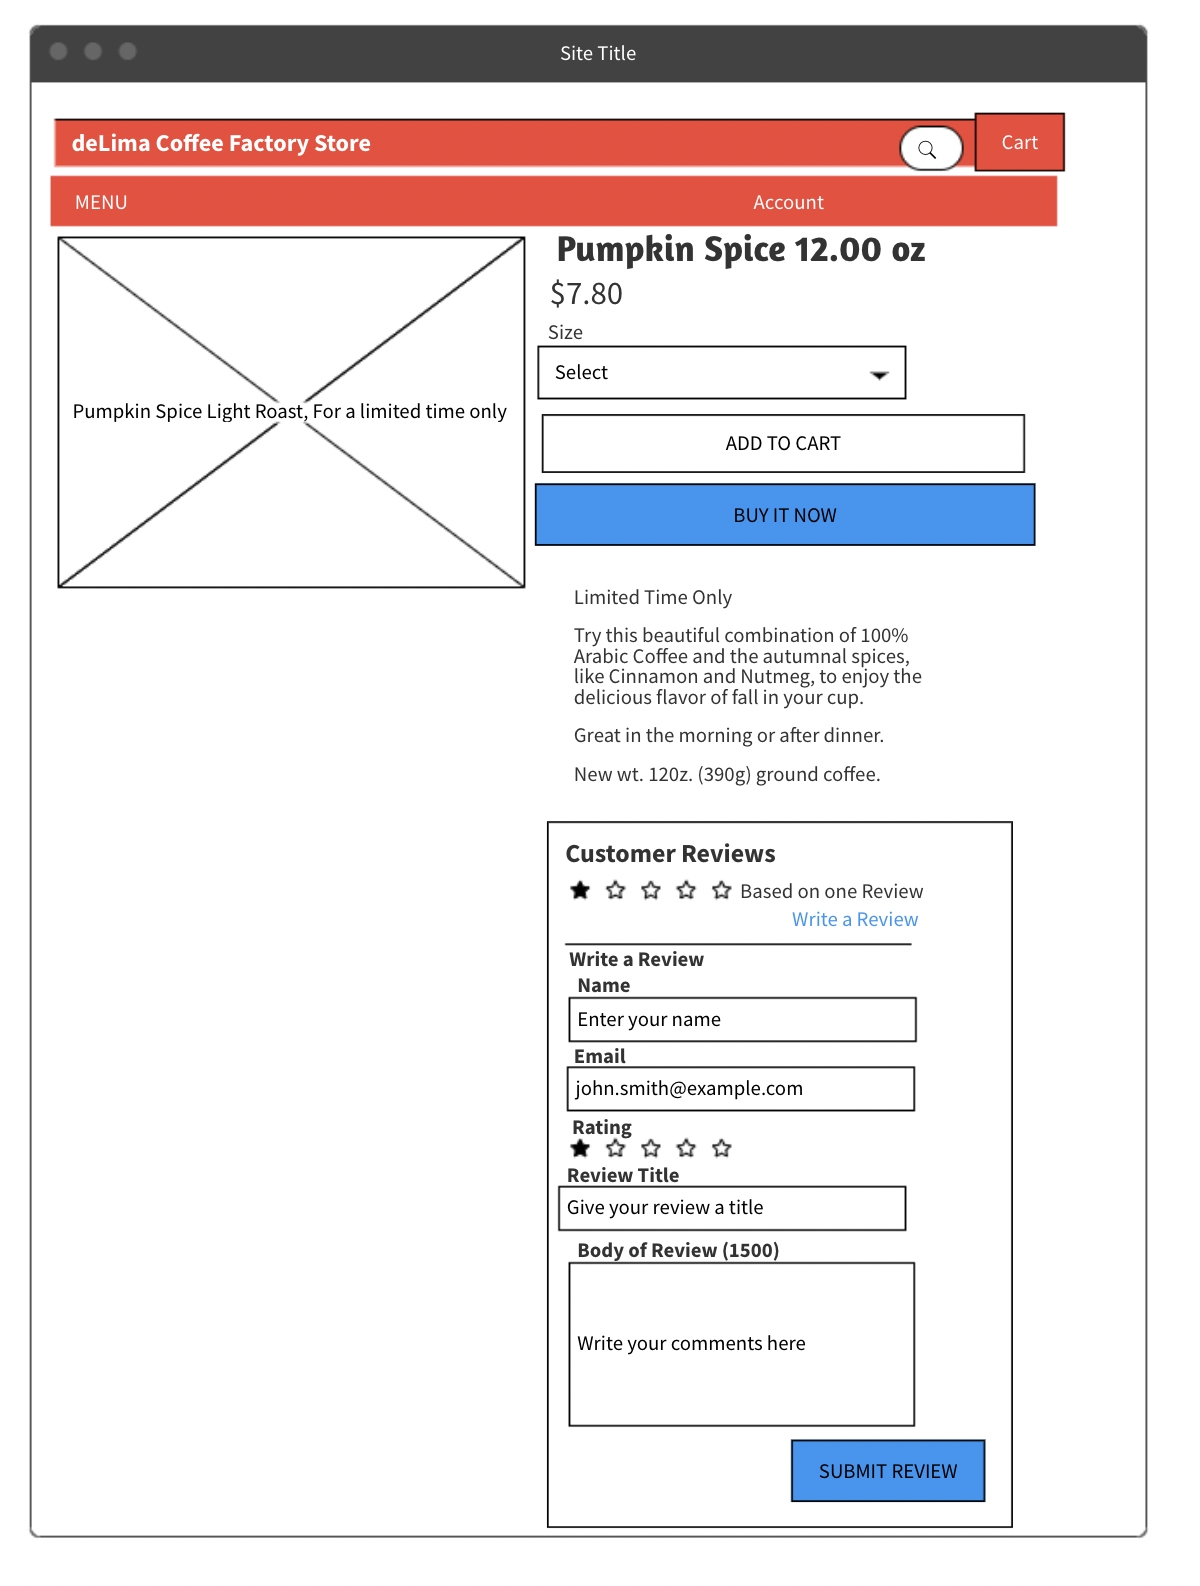 Site Title
deLima Coffee Factory Store
Cart
MENU
Account
Pumpkin Spice 12.00 oz
$7.80
Size
Select
Pumpkin Spice Light Roast, For a limited time only
ADD TO CART
BUY IT NOW
Limited Time Only
Try this beautiful combination of 100%
Arabic Coffee and the autumnal spices,
like Cinnamon and Nutmeg, to enjoy the
delicious flavor of fall in your cup.
Great in the morning or after dinner.
New wt. 120z. (390g) ground coffee.
Customer Reviews
Based on one Review
Write a Review
Write a Review
Name
Enter your name
Email
john.smith@example.com
Rating
Review Title
Give your review a title
Body of Review (1500)
Write your comments here
SUBMIT REVIEW